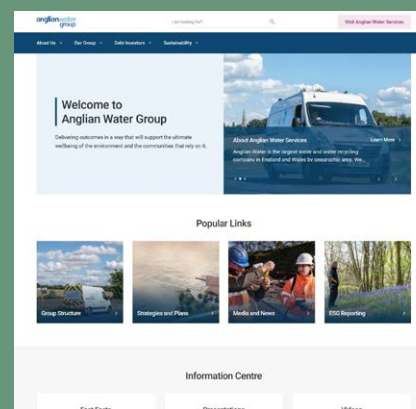 anglianwater
group
I am looking for?
Visit Anglian Water Services
About Us
Our Group
Debt Investors
Sustainability
Welcome to
Anglian Water Group
Delivering outcomes in a way that will support the ultimate
wellbeing of the environment and the communities that rely on it.
About Anglian Water Services
Learn More
Anglian Water is the largest water and water recycling
company in England and Wales by geographic area. We...
Popular Links
Group Structure
Strategies and Plans
Media and News
ESG Reporting
Information Centre
Fast Facts
Presentations
Videos